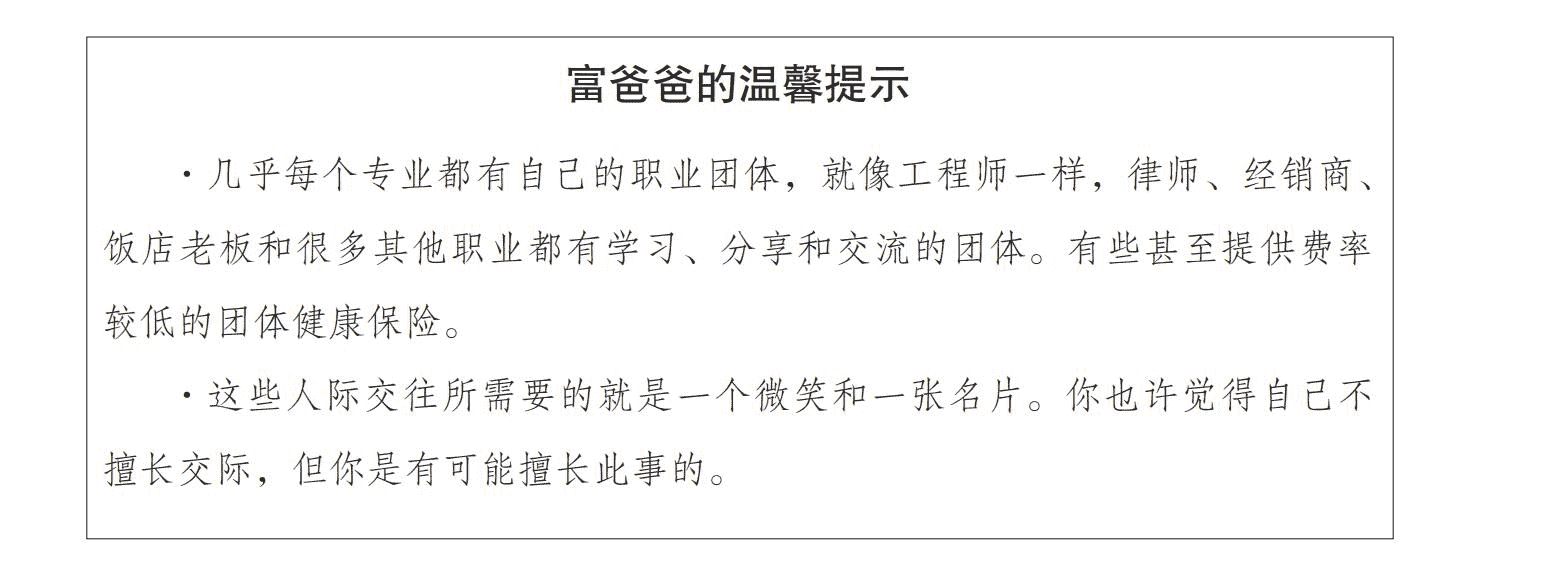 富爸爸的温馨提示
·几乎每个专业都有自己的职业团体，就像工程师一样，律师、经销商、
饭店老板和很多其他职业都有学习、分享和交流的团体。有些甚至提供费率
较低的团体健康保险。
·这些人际交往所需要的就是一个微笑和一张名片。你也许觉得自己不
擅长交际，但你是有可能擅长此事的。